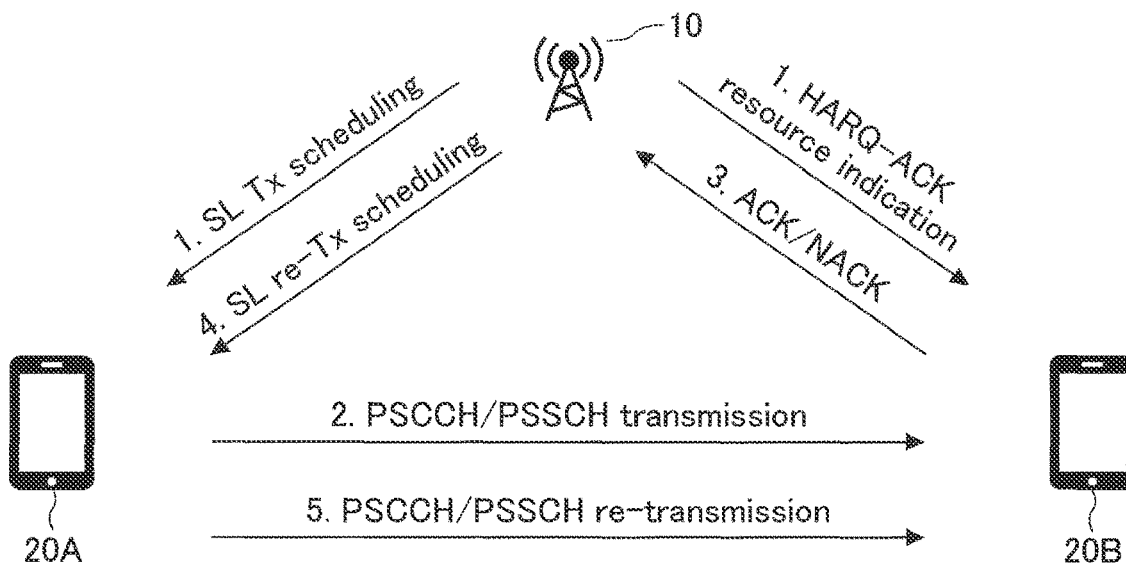 10
1. SL Tx scheduling
4. SL re-Tx scheduling
1. HARQ-ACK
resource indication
3. ACK/NACK
2. PSCCH/PSSCH transmission
5. PSCCH/PSSCH re-transmission
20A
20B